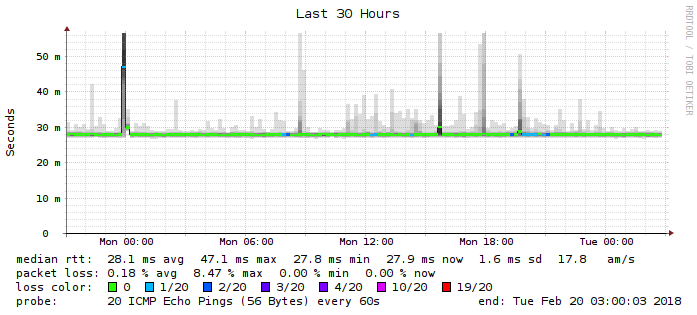 Last 30 Hours
RRDTOOL / TOBI OETIKER
Seconds
50 m
40 m
30 m
20 m
10 m
0
Mon 00:00 Mon 06:00 Mon 12:00 Mon 18:00 Tue 00:00
median rtt: 28.1 ms avg 47.1 ms max 27.8 ms min 27.9 ms now 1.6 ms sd 17.8 am/s
packet loss: 0.18 % avg 8.47 % max 0.00 % min 0.00 % now
loss color: 0 1/20 2/20 3/20 4/20 10/20 19/20
probe: 20 ICMP Echo Pings (56 Bytes) every 60s end: Tue Feb 20 03:00:03 2018